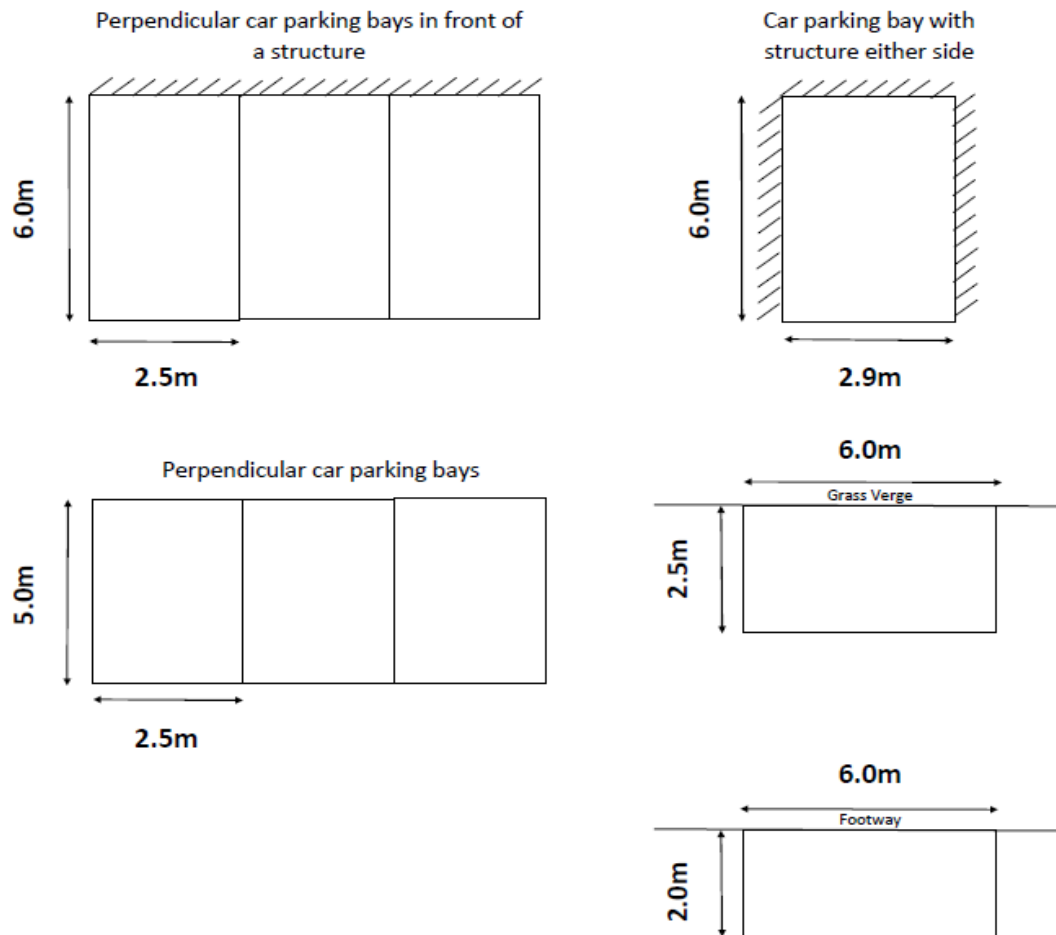 Perpendicular car parking bays in front of
a structure
6.0m
2.5m
Car parking bay with
structure either side
6.0m
2.9m
Perpendicular car parking bays
5.0m
2.5m
6.0m
Grass Verge
2.5m
6.0m
Footway
2.0m